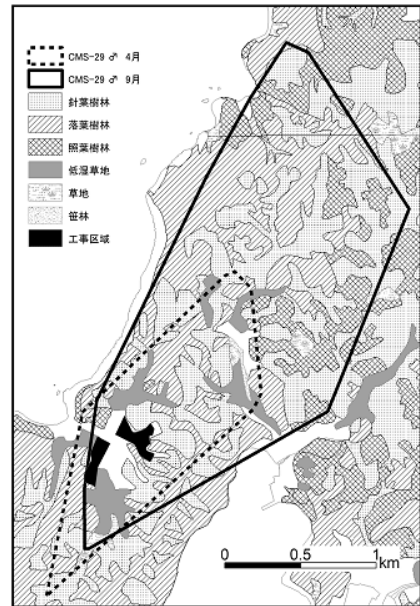 CMS-29 ♂ 4月
CMS-29 ♂ 9月
針葉樹林
落葉樹林
照葉樹林
低湿草地
草地
笹林
工事区域
0 0.5 1
km